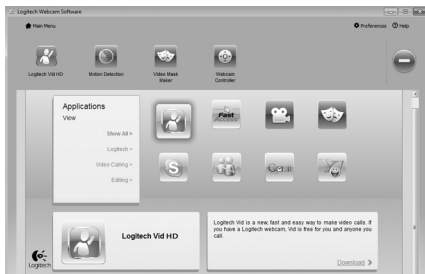 Logitech Webcam Software
Main Menu
Preferences
Help
Logitech Vid HD
Motion Detection
Video Mask
Maker
Webcam
Controller
Applications
View
Show All >
Logitech >
Video Calling >
Editing >
Fast
Access
S
Logitech Vid HD
Logitech Vid is a new, fast and easy way to make video calls. If
you have a Logitech webcam, Vid is free for you and anyone you
call.
Download >
Logitech